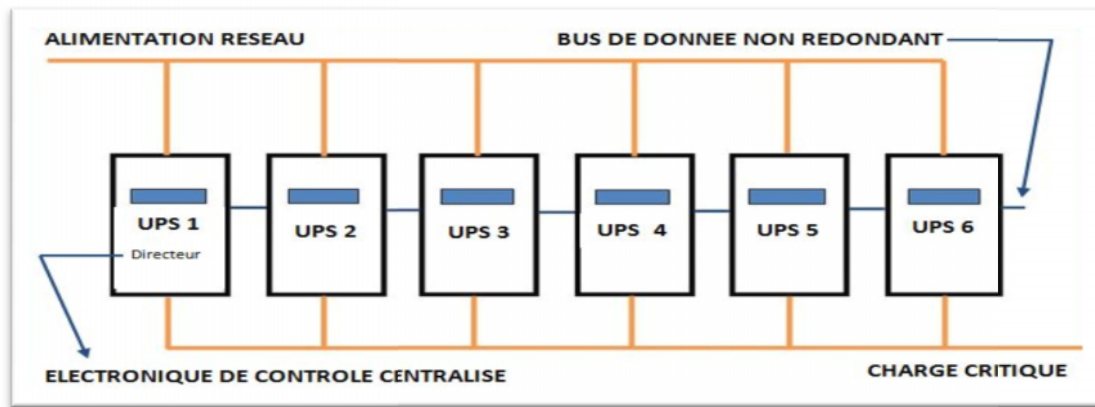 ALIMENTATION RESEAU
BUS DE DONNEE NON REDONDANT
UPS 1
UPS 2
UPS 3
UPS 4
UPS 5
UPS 6
Directeur
ELECTRONIQUE DE CONTROLE CENTRALISE
CHARGE CRITIQUE